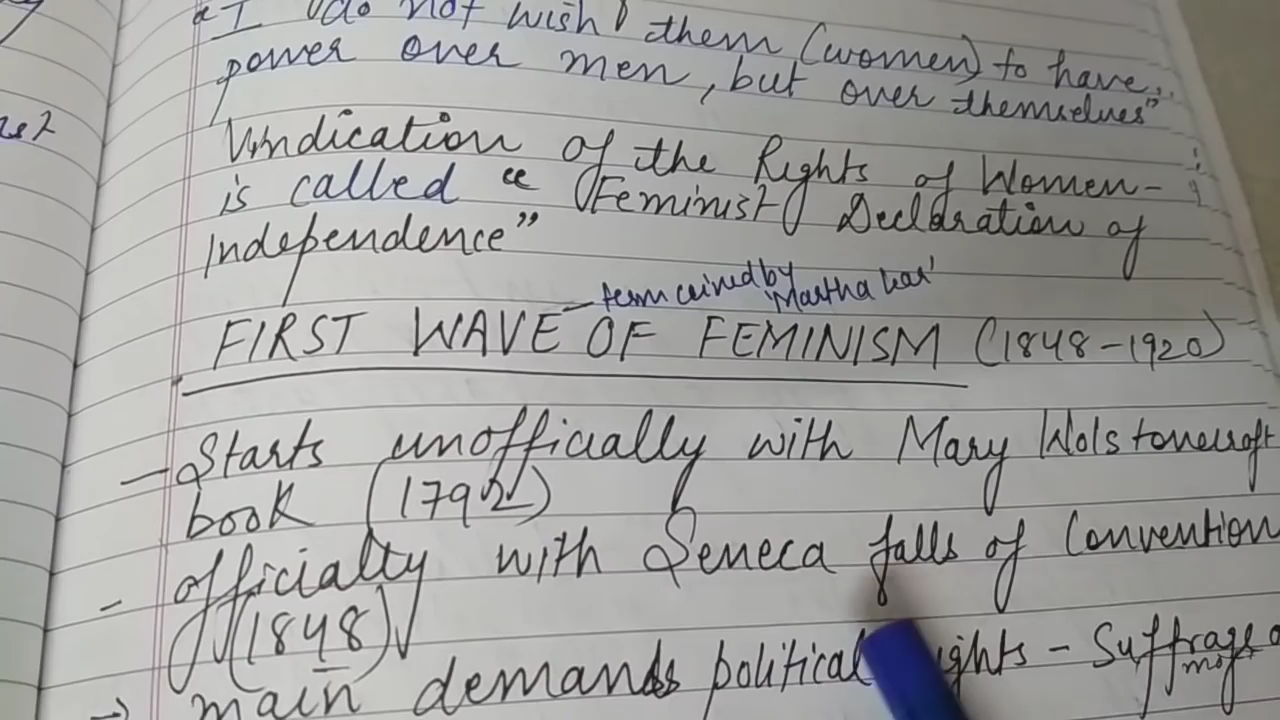 "I do not wish them (women) to have
power over men, but over themselves"
Vindication of the Rights of Women -
is called "Feminist Declaration of
Independence"
– term coined by
Martha
FIRST WAVE OF FEMINISM (1848-1920)
- Starts unofficially with Mary Wolstonecroft
book (1792)
- officially with Seneca falls of Convention
(1848)
→ main demands political rights - Suffrage